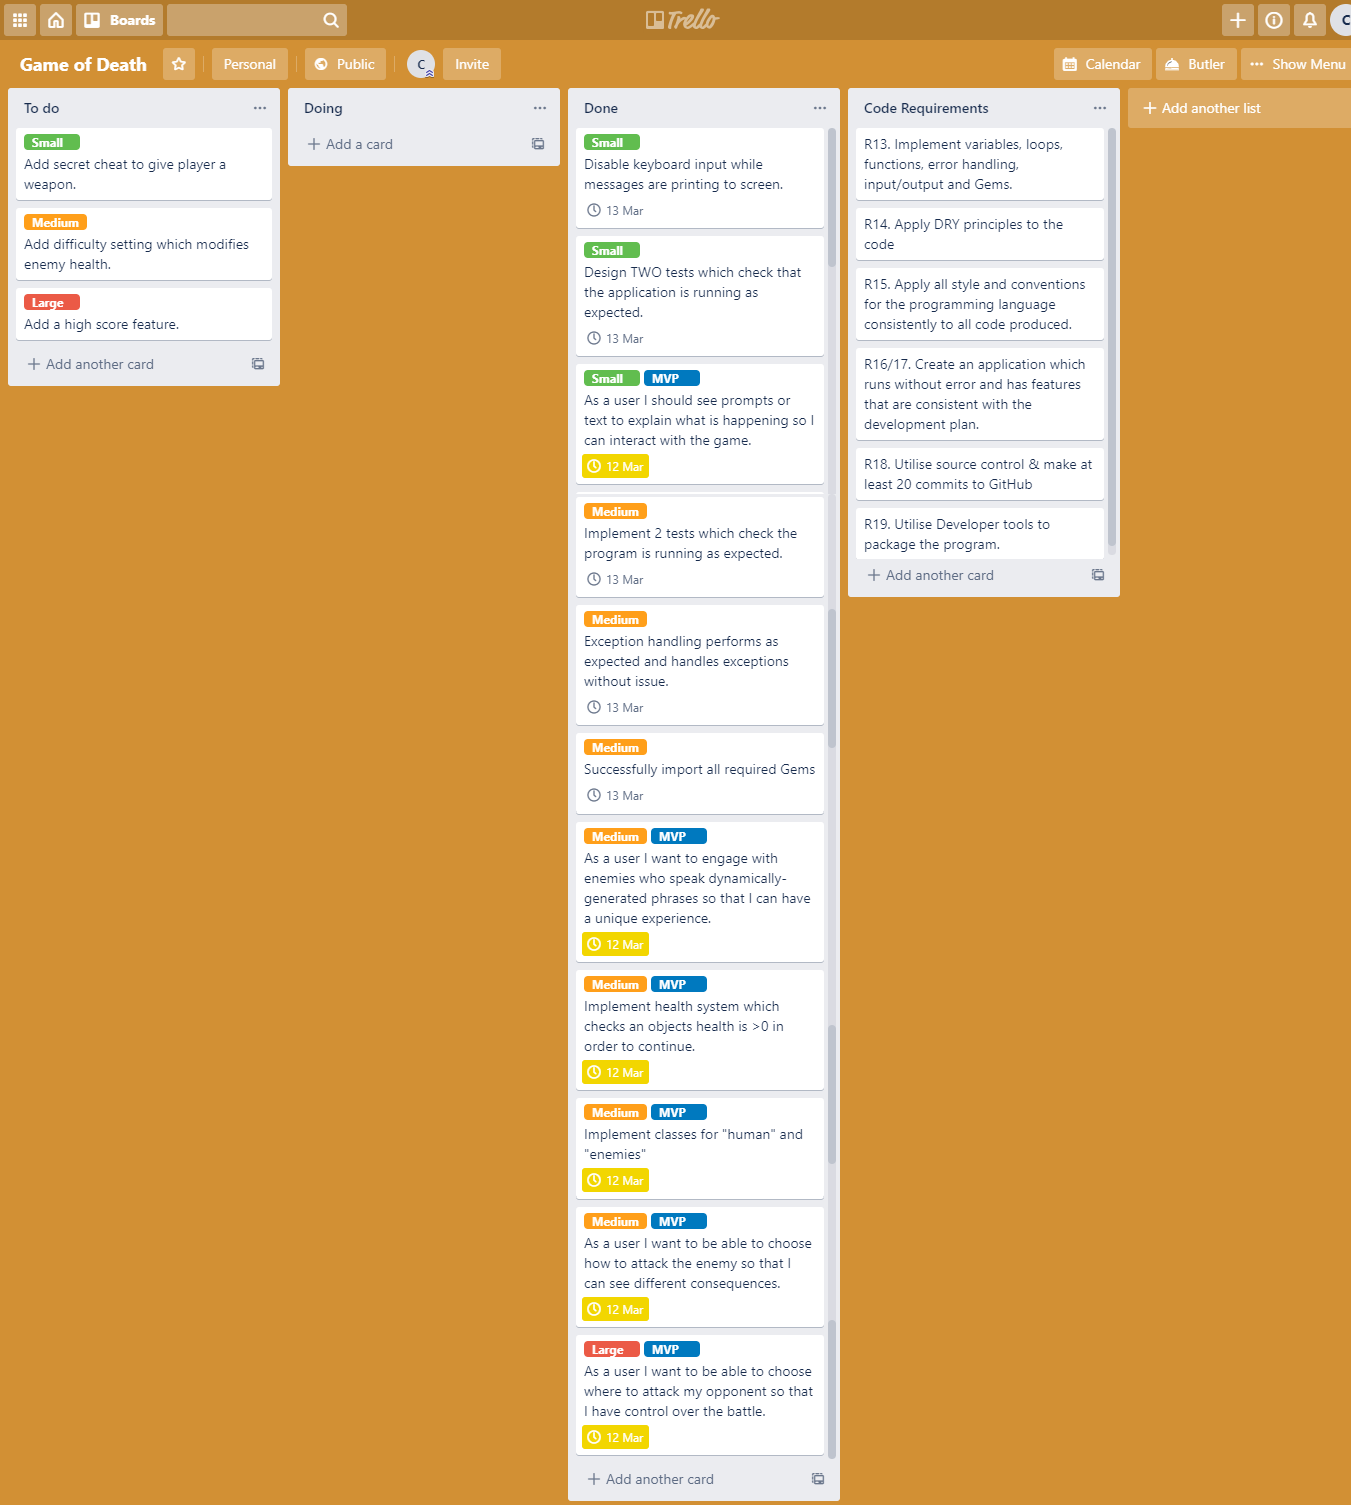 Boards
Trello
C
Game of Death
Personal
Public
C
Invite
Calendar
Butler
Show Menu
To do
Small
Add secret cheat to give player a
weapon.
Medium
Add difficulty setting which modifies
enemy health.
Large
Add a high score feature.
Add another card
Doing
Add a card
Done
Small
Disable keyboard input while
messages are printing to screen.
13 Mar
Small
Design TWO tests which check that
the application is running as
expected.
13 Mar
Small MVP
As a user I should see prompts or
text to explain what is happening so I
can interact with the game.
12 Mar
Medium
Implement 2 tests which check the
program is running as expected.
13 Mar
Medium
Exception handling performs as
expected and handles exceptions
without issue.
13 Mar
Medium
Successfully import all required Gems
13 Mar
Medium MVP
As a user I want to engage with
enemies who speak dynamically-
generated phrases so that I can have
a unique experience.
12 Mar
Medium MVP
Implement health system which
checks an objects health is >0 in
order to continue.
12 Mar
Medium MVP
Implement classes for "human" and
"enemies"
12 Mar
Medium MVP
As a user I want to be able to choose
how to attack the enemy so that I
can see different consequences.
12 Mar
Large MVP
As a user I want to be able to choose
where to attack my opponent so that
I have control over the battle.
12 Mar
Add another card
Code Requirements
R13. Implement variables, loops,
functions, error handling,
input/output and Gems.
R14. Apply DRY principles to the
code
R15. Apply all style and conventions
for the programming language
consistently to all code produced.
R16/17. Create an application which
runs without error and has features
that are consistent with the
development plan.
R18. Utilise source control & make at
least 20 commits to GitHub
R19. Utilise Developer tools to
package the program.
Add another card
Add another list